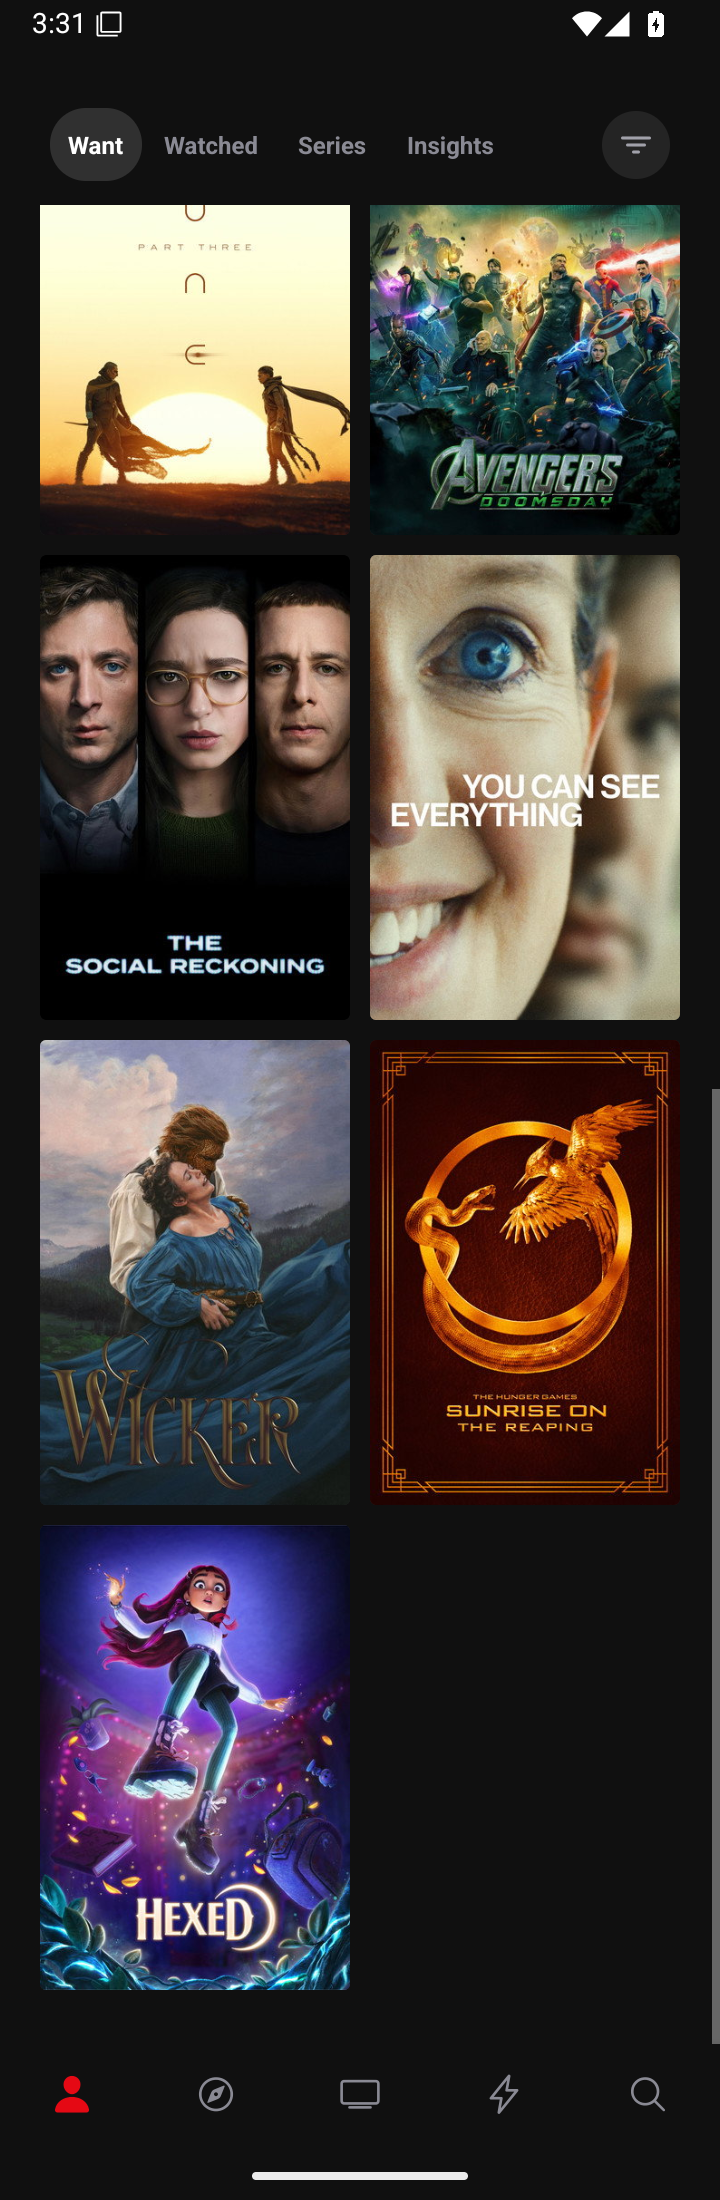 3:31
Want
Watched
Series
Insights
U
PART THREE
N
E
AVENGERS
DOOMSDAY
THE
SOCIAL RECKONING
YOU CAN SEE
EVERYTHING
WICKER
THE HUNGER GAMES
SUNRISE ON
THE REAPING
HEXED